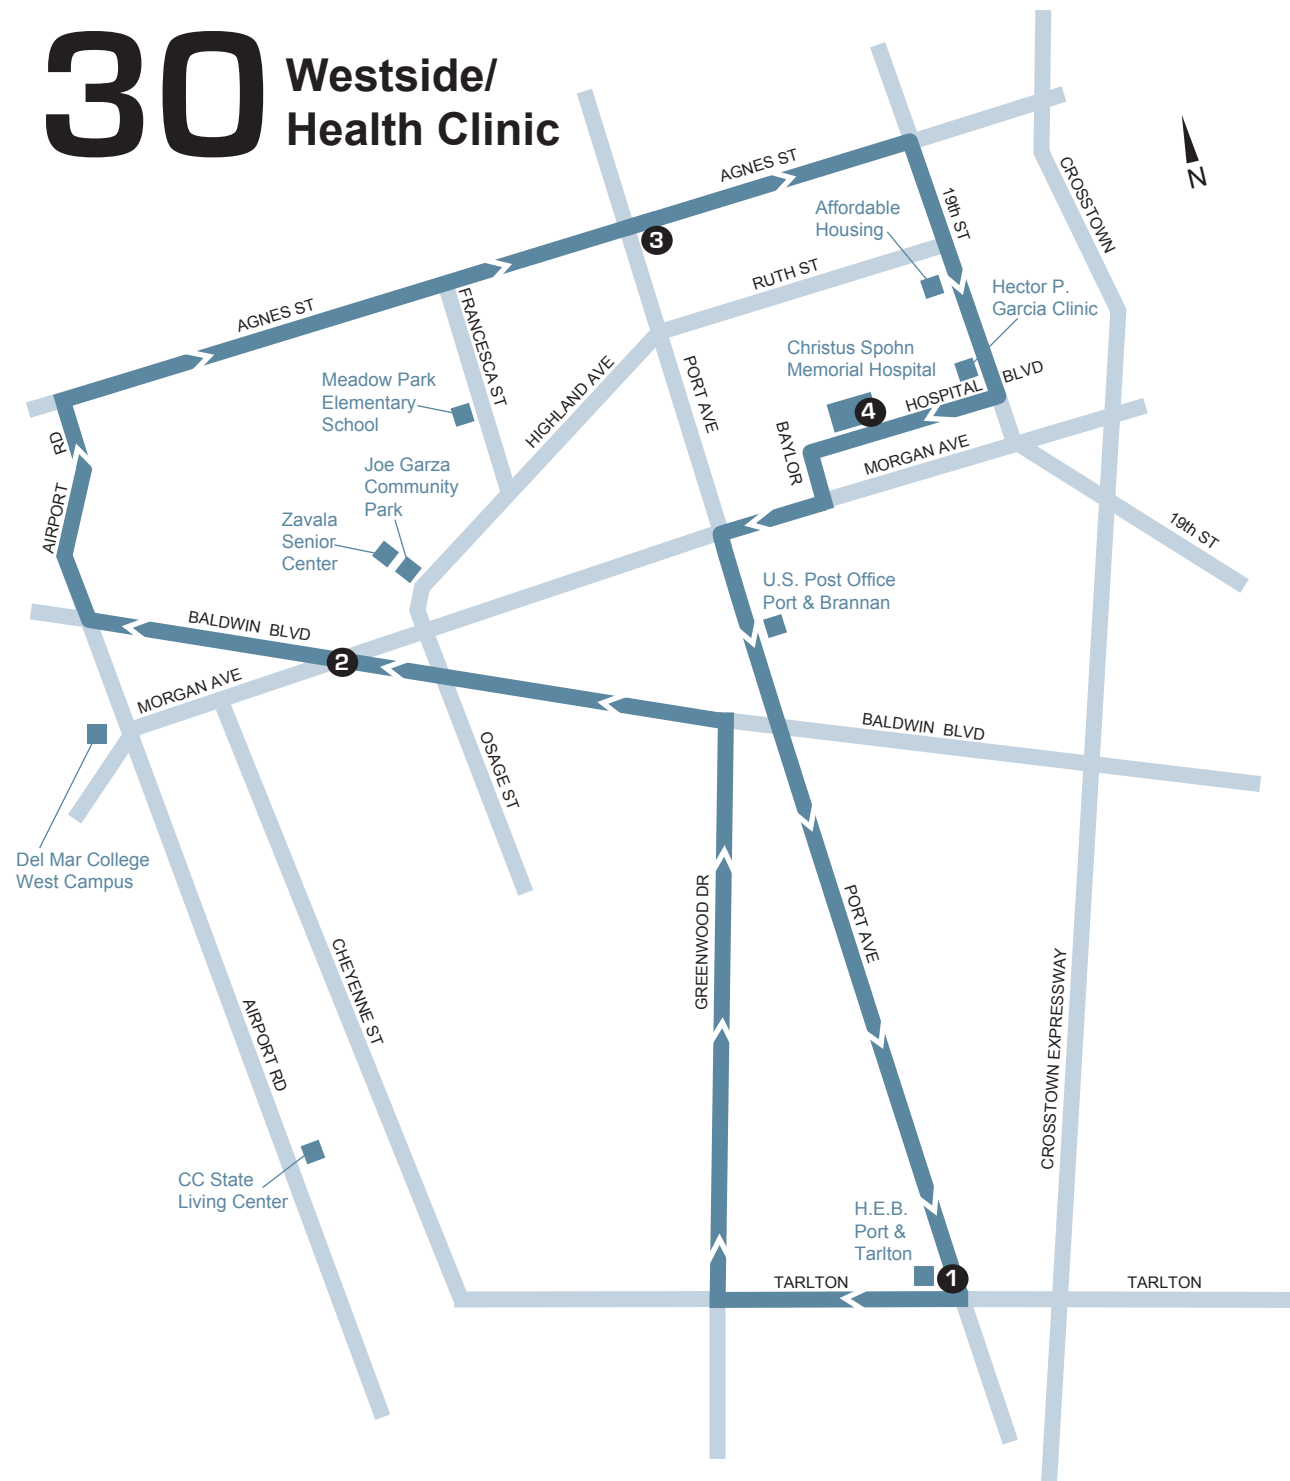 30
Westside/
Health Clinic
N
AGNES ST
CROSSTOWN
19th ST
Affordable
Housing
3
RUTH ST
AGNES ST
FRANCESCA ST
Hector P.
Garcia Clinic
Christus Spohn
Memorial Hospital
HIGHLAND AVE
PORT AVE
Meadow Park
Elementary
School
HOSPITAL BLVD
4
BAYLOR
MORGAN AVE
RD
AIRPORT
Joe Garza
Community
Park
Zavala
Senior
Center
19th ST
U.S. Post Office
Port & Brannan
BALDWIN BLVD
2
MORGAN AVE
BALDWIN BLVD
OSAGE ST
Del Mar College
West Campus
GREENWOOD DR
PORT AVE
CHEYENNE ST
AIRPORT RD
CROSSTOWN EXPRESSWAY
CC State
Living Center
H.E.B.
Port &
Tarlton
1
TARLTON
TARLTON